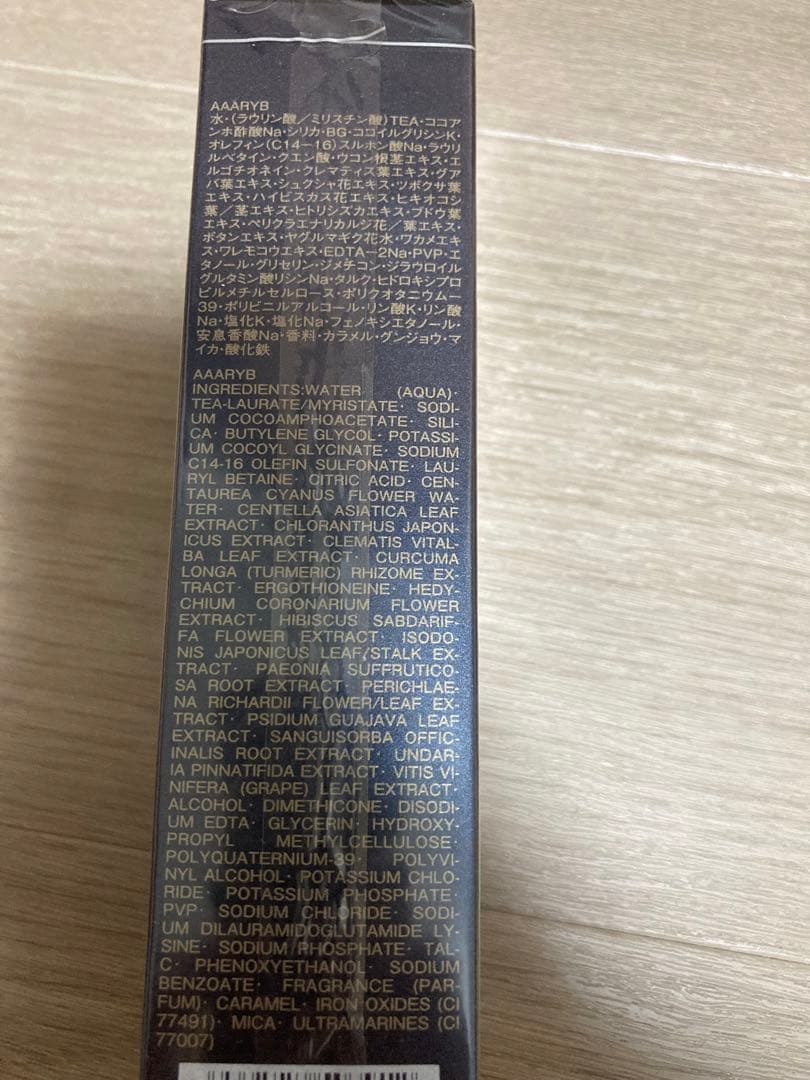 AAARYB
水・(ラウリン酸／ミリスチン酸)TEA・ココア
ンホ酢酸Na・シリカ・BG・ココイルグリシンK・
オレフィン(C14ー16)スルホン酸Na・ラウリ
ルベタイン・クエン酸・ウコン根茎エキス・エ
ルゴチオネイン・クレマティス葉エキス・グア
バ葉エキス・シュクシャ花エキス・ツボクサ葉
エキス・ハイビスカス花エキス・ヒキオコシ
葉／茎エキス・ヒトリシズカエキス・ブドウ葉
エキス・ペリクラエナリカルジ花／葉エキス・
ボタンエキス・ヤグルマギク花水・ワカメエキ
ス・ワレモコウエキス・EDTAー2Na・PVP・エ
タノール・グリセリン・ジメチコン・ジラウロイル
グルタミン酸リシンNa・タルク・ヒドロキシプロ
ピルメチルセルロース・ポリクオタニウムー
39・ポリビニルアルコール・リン酸K・リン酸
Na・塩化K・塩化Na・フェノキシエタノール・
安息香酸Na・香料・カラメル・グンジョウ・マ
イカ・酸化鉄
AAARYB
INGREDIENTS:WATER (AQUA)・
TEA-LAURATE/MYRISTATE・ SODI-
UM COCOAMPHOACETATE・ SILI-
CA・ BUTYLENE GLYCOL・ POTASSI-
UM COCOYL GLYCINATE・ SODIUM
C14-16 OLEFIN SULFONATE・ LAU-
RYL BETAINE・ CITRIC ACID・ CEN-
TAUREA CYANUS FLOWER WA-
TER・ CENTELLA ASIATICA LEAF
EXTRACT・ CHLORANTHUS JAPON-
ICUS EXTRACT・ CLEMATIS VITAL-
BA LEAF EXTRACT・ CURCUMA
LONGA (TURMERIC) RHIZOME EX-
TRACT・ ERGOTHIONEINE・ HEDY-
CHIUM CORONARIUM FLOWER
EXTRACT・ HIBISCUS SABDARIF-
FA FLOWER EXTRACT・ ISODO-
NIS JAPONICUS LEAF/STALK EX-
TRACT・ PAEONIA SUFFRUTICO-
SA ROOT EXTRACT・ PERICHLAE-
NA RICHARDII FLOWER/LEAF EX-
TRACT・ PSIDIUM GUAJAVA LEAF
EXTRACT・ SANGUISORBA OFFIC-
INALIS ROOT EXTRACT・ UNDAR-
IA PINNATIFIDA EXTRACT・ VITIS VI-
NIFERA (GRAPE) LEAF EXTRACT・
ALCOHOL・ DIMETHICONE・ DISODI-
UM EDTA・ GLYCERIN・ HYDROXY-
PROPYL METHYLCELLULOSE・
POLYQUATERNIUM-39・ POLYVI-
NYL ALCOHOL・ POTASSIUM CHLO-
RIDE・ POTASSIUM PHOSPHATE・
PVP・ SODIUM CHLORIDE・ SODI-
UM DILAURAMIDOGLUTAMIDE LY-
SINE・ SODIUM PHOSPHATE・ TAL-
C・ PHENOXYETHANOL・ SODIUM
BENZOATE・ FRAGRANCE (PAR-
FUM)・ CARAMEL・ IRON OXIDES (CI
77491)・ MICA・ ULTRAMARINES (CI
77007)